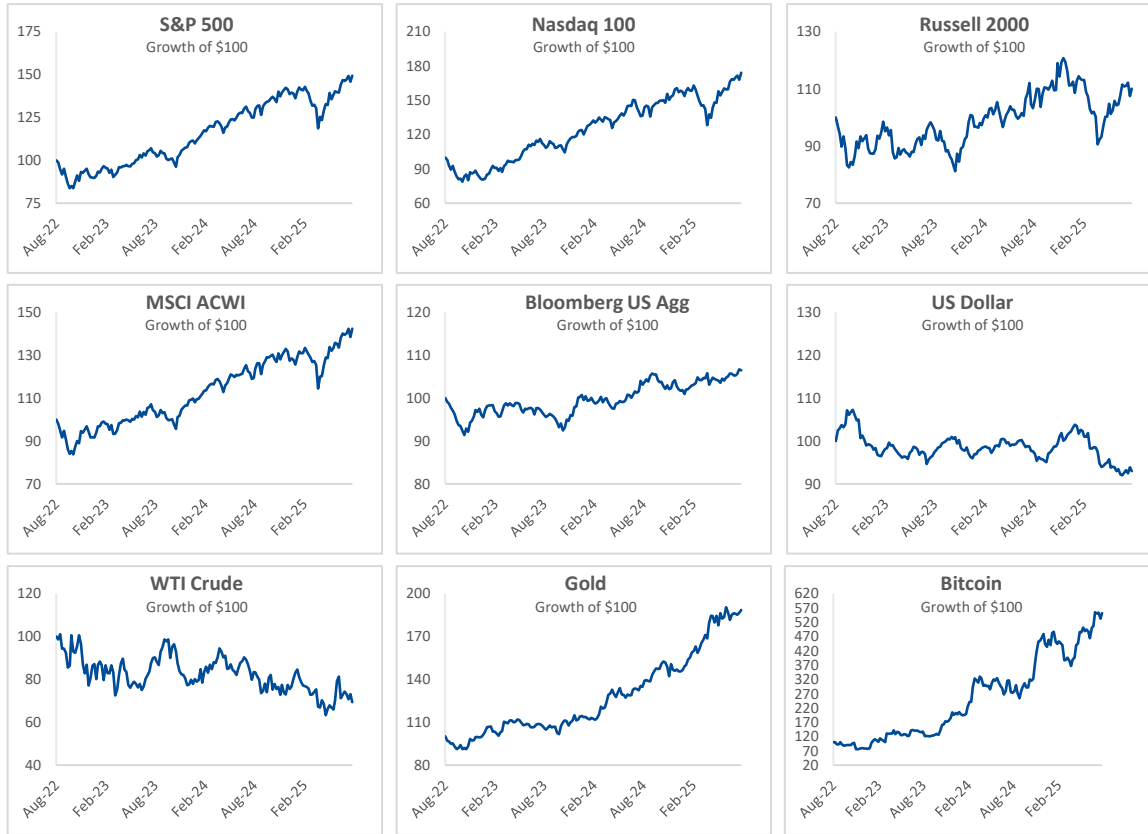 S&P 500
Growth of $100
175
150
125
100
75
Aug-22
Feb-23
Aug-23
Feb-24
Aug-24
Feb-25
Nasdaq 100
Growth of $100
210
180
150
120
90
60
Aug-22
Feb-23
Aug-23
Feb-24
Aug-24
Feb-25
Russell 2000
Growth of $100
130
110
90
70
Aug-22
Feb-23
Aug-23
Feb-24
Aug-24
Feb-25
MSCI ACWI
Growth of $100
150
130
110
90
70
Aug-22
Feb-23
Aug-23
Feb-24
Aug-24
Feb-25
Bloomberg US Agg
Growth of $100
120
110
100
90
80
Aug-22
Feb-23
Aug-23
Feb-24
Aug-24
Feb-25
US Dollar
Growth of $100
130
120
110
100
90
Aug-22
Feb-23
Aug-23
Feb-24
Aug-24
Feb-25
WTI Crude
Growth of $100
120
100
80
60
40
Aug-22
Feb-23
Aug-23
Feb-24
Aug-24
Feb-25
Gold
Growth of $100
200
170
140
110
80
Aug-22
Feb-23
Aug-23
Feb-24
Aug-24
Feb-25
Bitcoin
Growth of $100
620
570
520
470
420
370
320
270
220
170
120
70
20
Aug-22
Feb-23
Aug-23
Feb-24
Aug-24
Feb-25